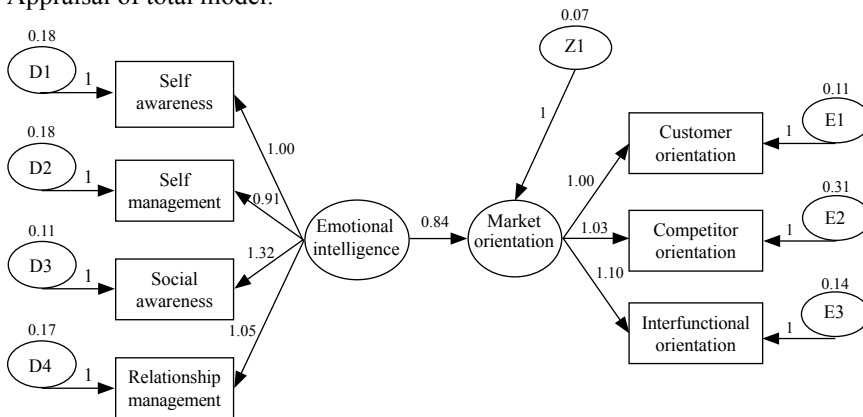 Appraisal of total model.
0.18
D1
1
Self
awareness
0.18
D2
1
Self
management
0.11
D3
1
Social
awareness
0.17
D4
1
Relationship
management
1.00
0.91
1.32
1.05
Emotional
intelligence
0.84
0.07
Z1
1
Market
orientation
1.00
1.03
1.10
Customer
orientation
0.11
E1
1
Competitor
orientation
0.31
E2
1
Interfunctional
orientation
0.14
E3
1